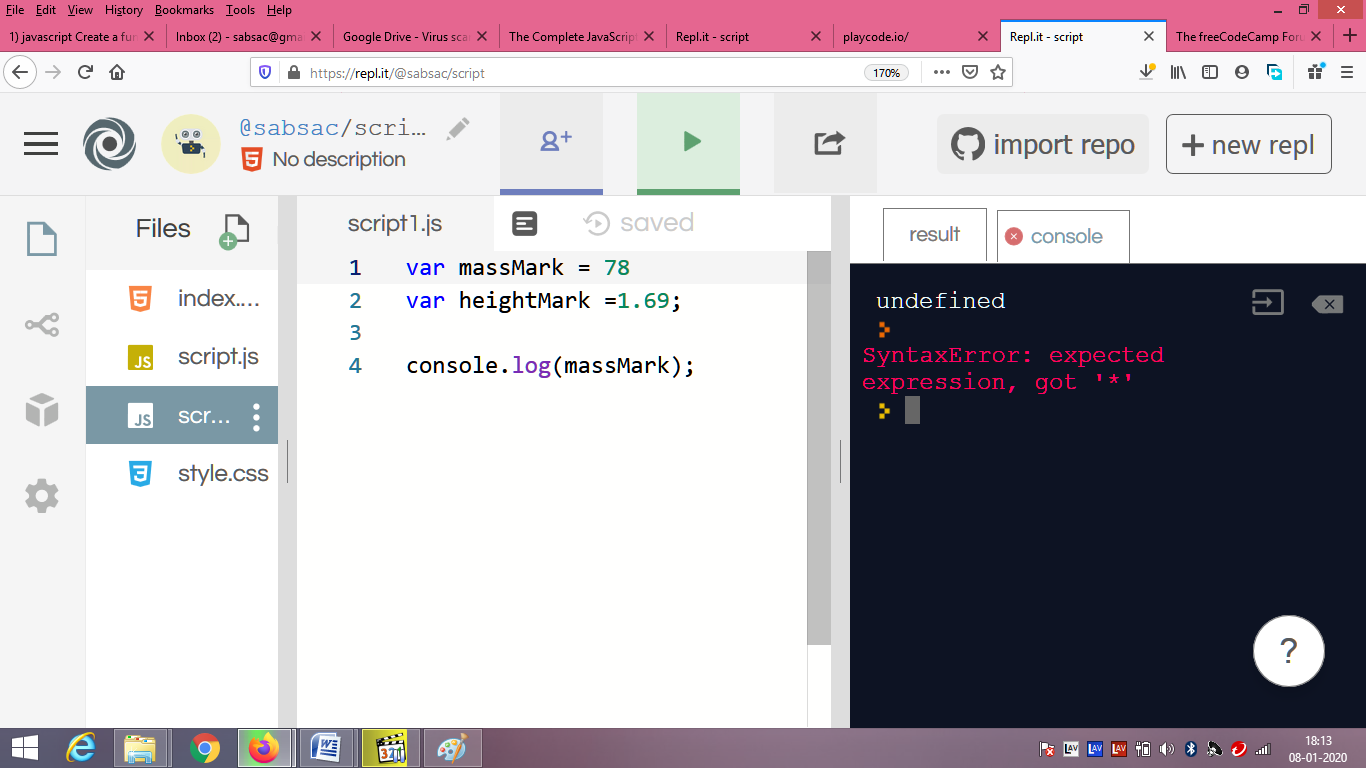 File Edit View History Bookmarks Tools Help
1) javascript Create a fun
Inbox (2) - sabsac@gma
Google Drive - Virus sca
The Complete JavaScript
Repl.it - script
playcode.io/
Repl.it - script
The freeCodeCamp Foru
https://repl.it/@sabsac/script
170%
@sabsac/scri...
No description
import repo
+ new repl
Files
script1.js
saved
result
console
index....
script.js
scr...
style.css
1 var massMark = 78
2 var heightMark =1.69;
3
4 console.log(massMark);
undefined
SyntaxError: expected
expression, got '*'
?
18:13
08-01-2020